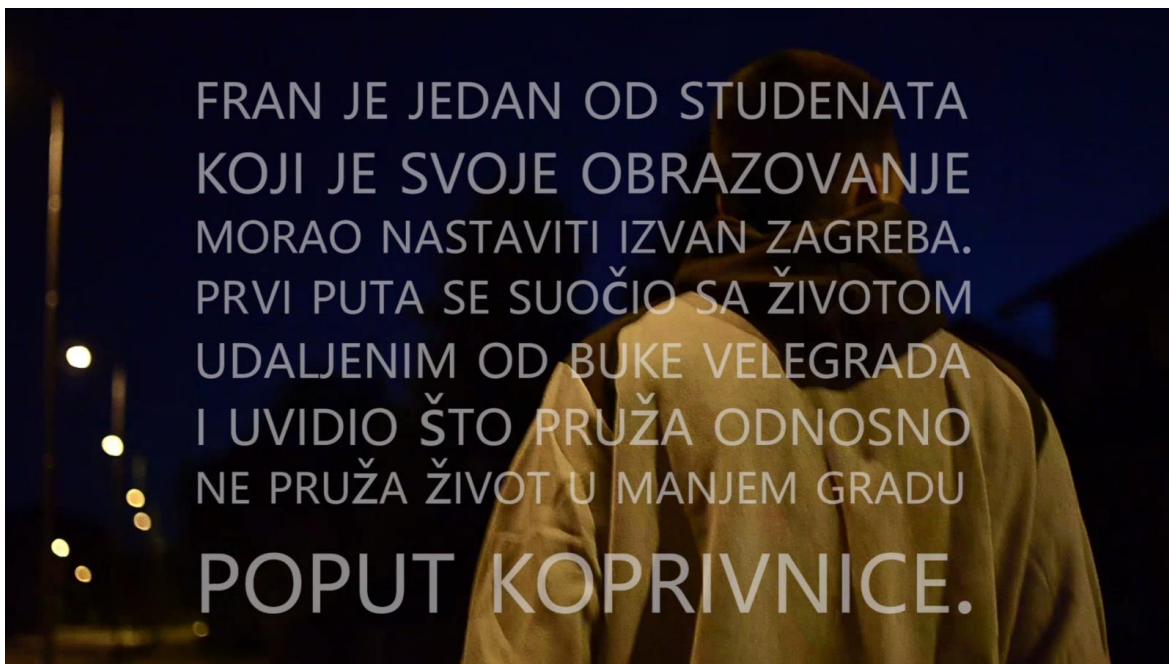 FRAN JE JEDAN OD STUDENATA
KOJI JE SVOJE OBRAZOVANJE
MORAO NASTAVITI IZVAN ZAGREBA.
PRVI PUTA SE SUOČIO SA ŽIVOTOM
UDALJENIM OD BUKE VELEGRADA
I UVIDIO ŠTO PRUŽA ODNOSNO
NE PRUŽA ŽIVOT U MANJEM GRADU
POPUT KOPRIVNICE.